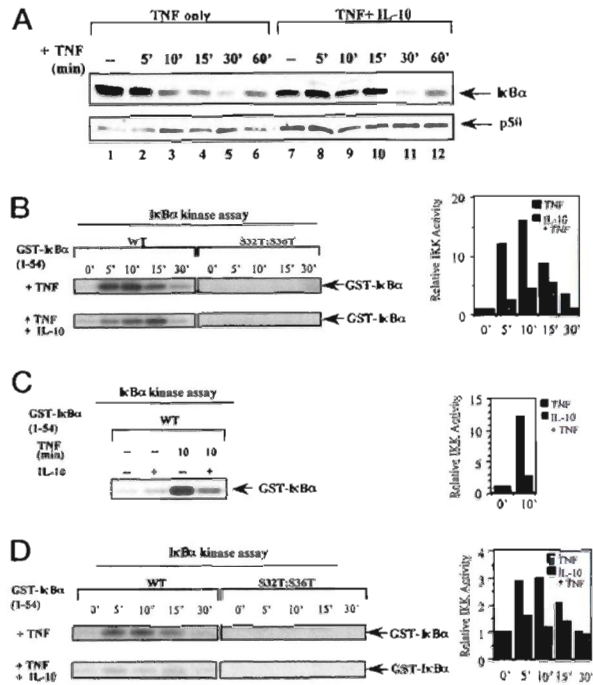 A
TNF only TNF+ IL-10
+ TNF – 5' 10' 15' 30' 60' – 5' 10' 15' 30' 60'
(min)
IκBα
p50
1 2 3 4 5 6 7 8 9 10 11 12
B
IκBα kinase assay
GST-IκBα WT S32T;S36T
(1-54) 0' 5' 10' 15' 30' 0' 5' 10' 15' 30'
+ TNF GST-IκBα
+ TNF GST-IκBα
+ IL-10
Relative IKK Activity
20
10
0
TNF
IL-10
+ TNF
0' 5' 10' 15' 30'
C
IκBα kinase assay
GST-IκBα WT
(1-54)
TNF – – 10 10
(min)
IL-10 – + – +
GST-IκBα
Relative IKK Activity
15
10
5
0
TNF
IL-10
+ TNF
0' 10'
D
IκBα kinase assay
GST-IκBα WT S32T;S36T
(1-54) 0' 5' 10' 15' 30' 0' 5' 10' 15' 30'
+ TNF GST-IκBα
+ TNF GST-IκBα
+ IL-10
Relative IKK Activity
4
3
2
1
0
TNF
IL-10
+ TNF
0' 5' 10' 15' 30'